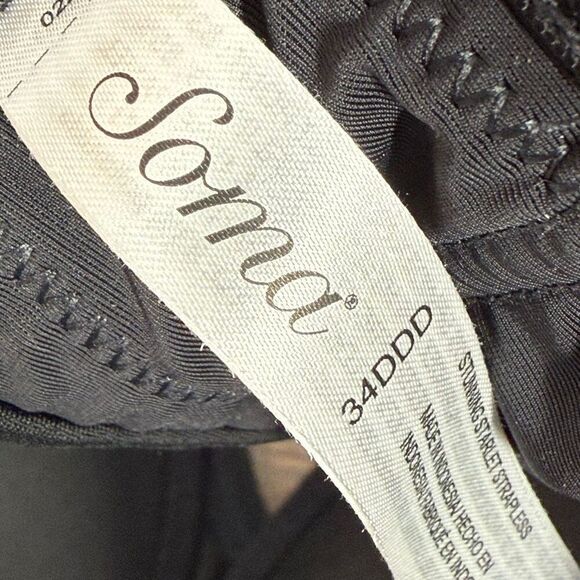 Soma®
34DDD
STUNNING STARLET STRAPLESS
MADE IN INDONESIA / HECHO EN
INDONESIA / FABRIQUÉ EN